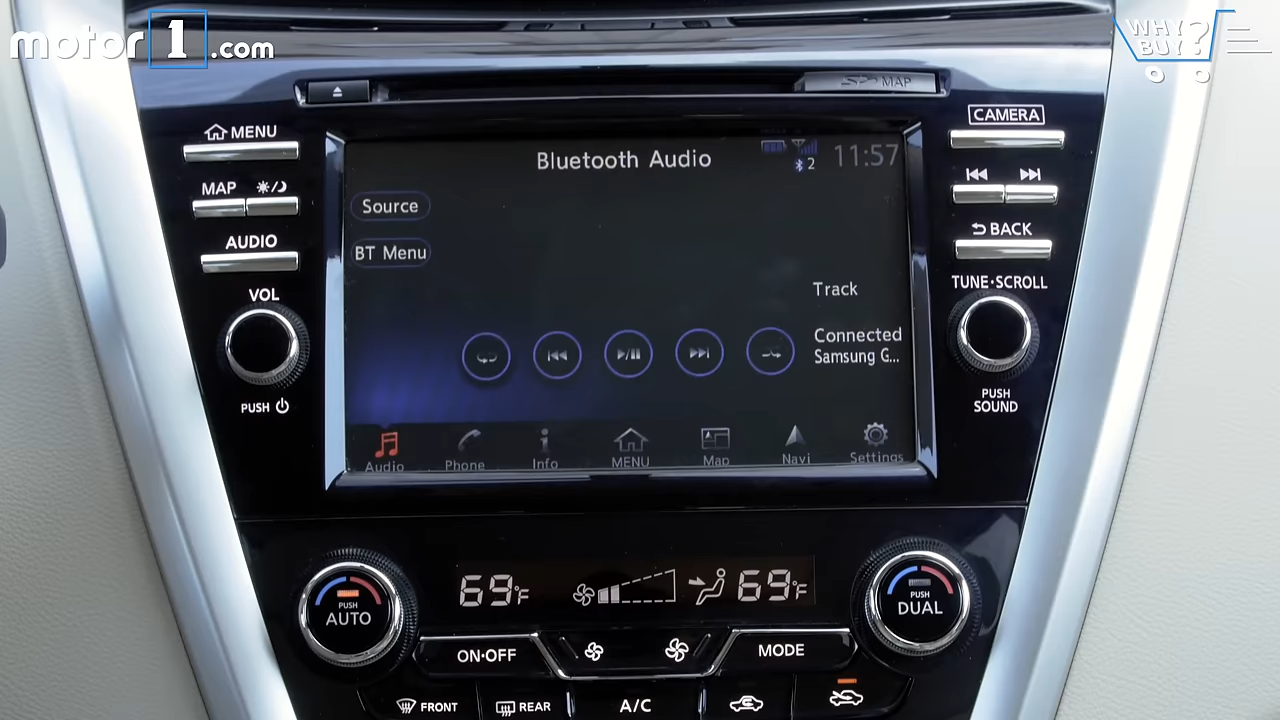 motor1.com
WHY BUY?
SD MAP
MENU
CAMERA
MAP
AUDIO
BACK
VOL
TUNE·SCROLL
PUSH
PUSH
SOUND
Bluetooth Audio
2
11:57
Source
BT Menu
Track
Connected
Samsung G...
Audio
Phone
Info
MENU
Map
Navi
Settings
69°F
69°F
PUSH
AUTO
PUSH
DUAL
ON·OFF
MODE
FRONT
REAR
A/C